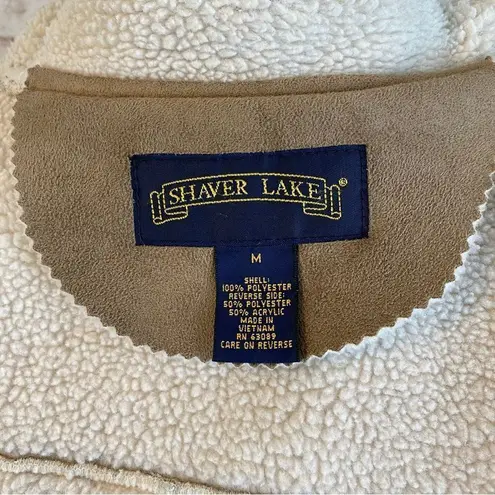 SHAVER LAKE®
M
SHELL:
100% POLYESTER
REVERSE SIDE:
50% POLYESTER
50% ACRYLIC
MADE IN
VIETNAM
RN 63089
CARE ON REVERSE